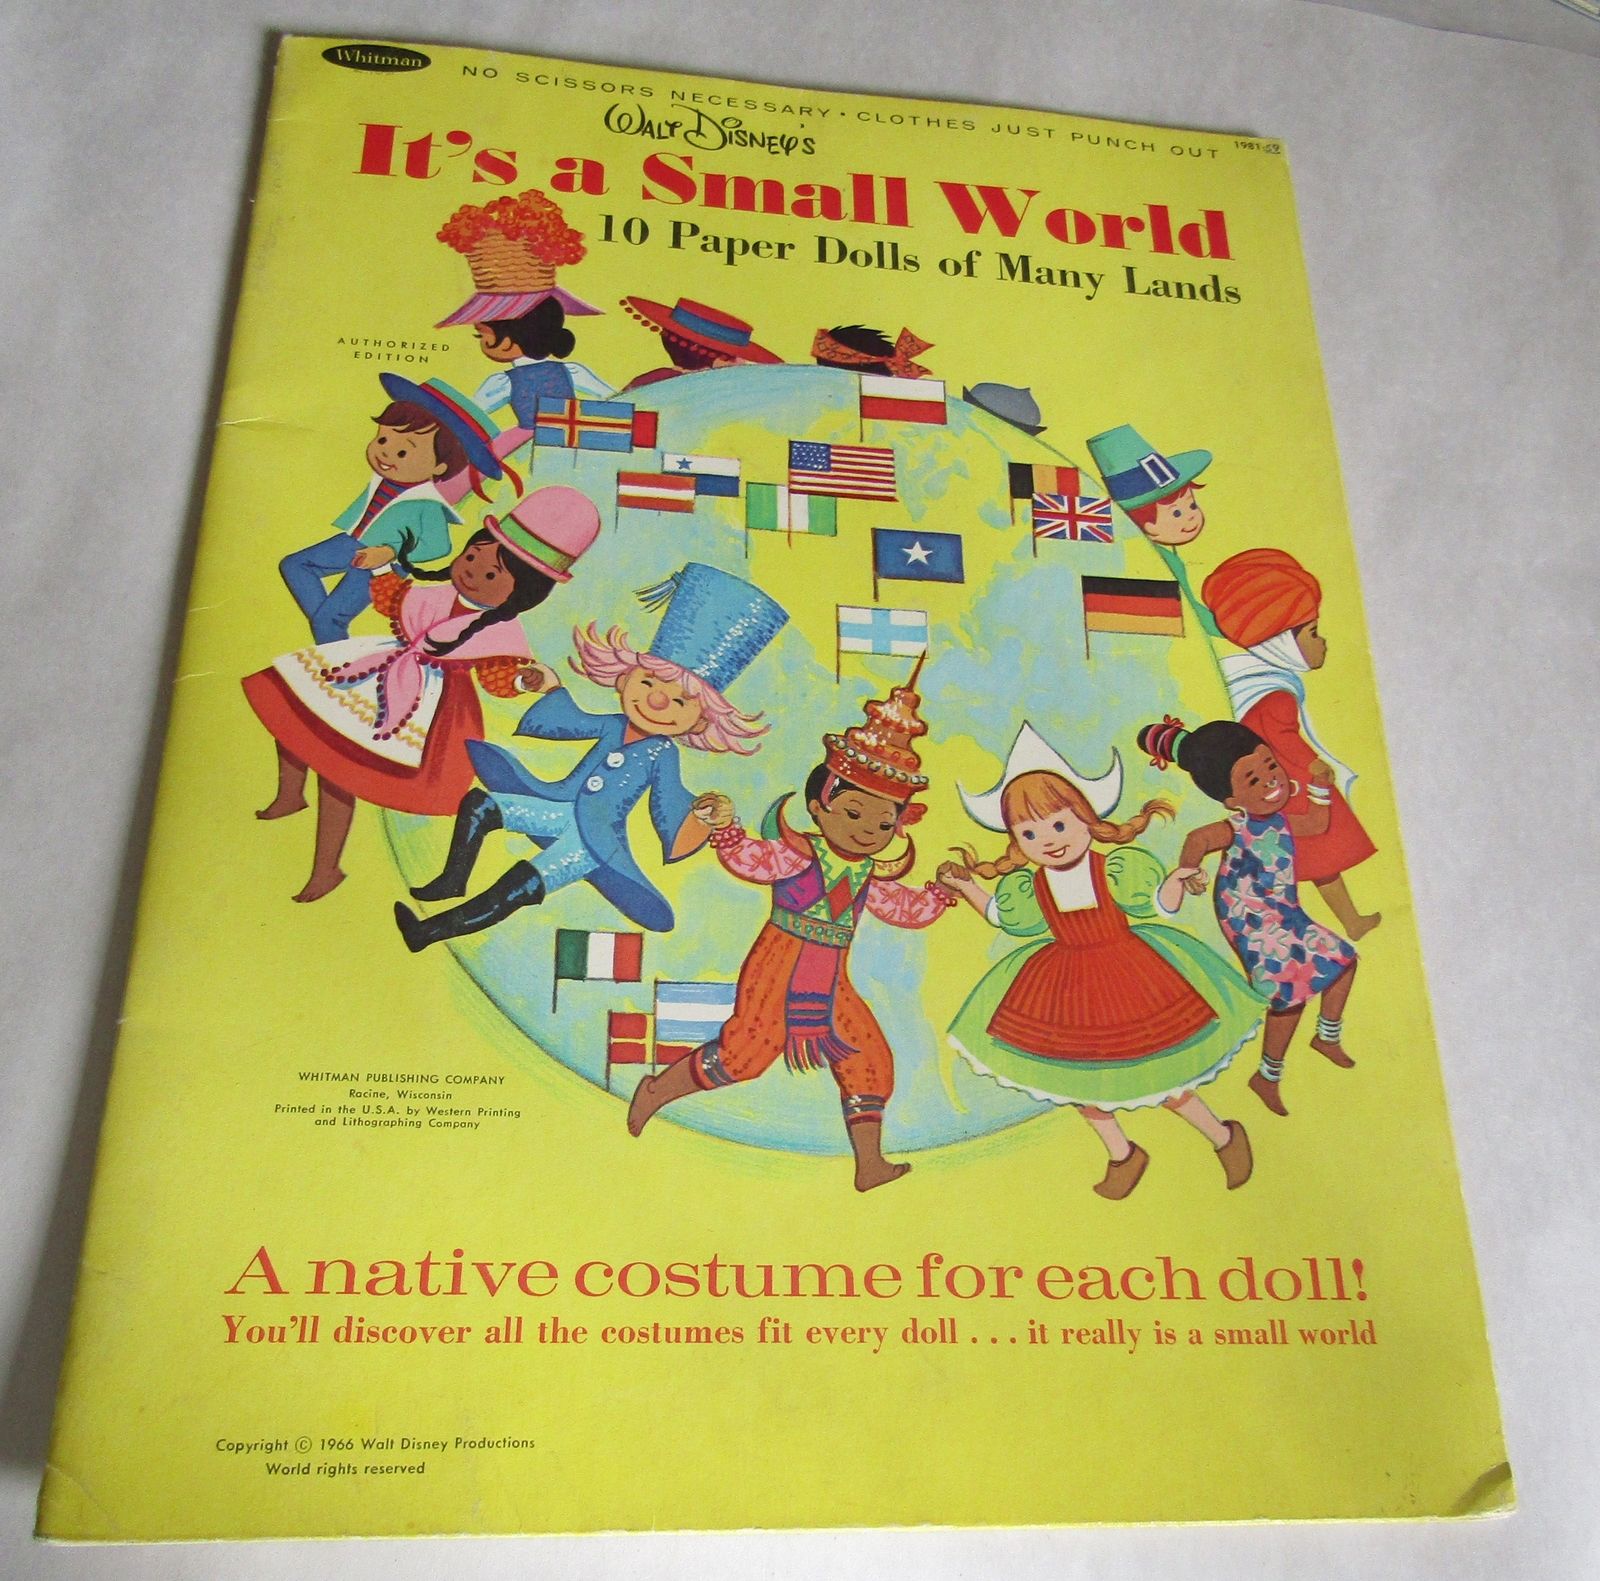 Whitman
NO SCISSORS NECESSARY • CLOTHES JUST PUNCH OUT
WALT DISNEY'S
It's a Small World
10 Paper Dolls of Many Lands
AUTHORIZED
EDITION
WHITMAN PUBLISHING COMPANY
Racine, Wisconsin
Printed in the U.S.A. by Western Printing
and Lithographing Company
A native costume for each doll!
You'll discover all the costumes fit every doll . . . it really is a small world
Copyright © 1966 Walt Disney Productions
World rights reserved